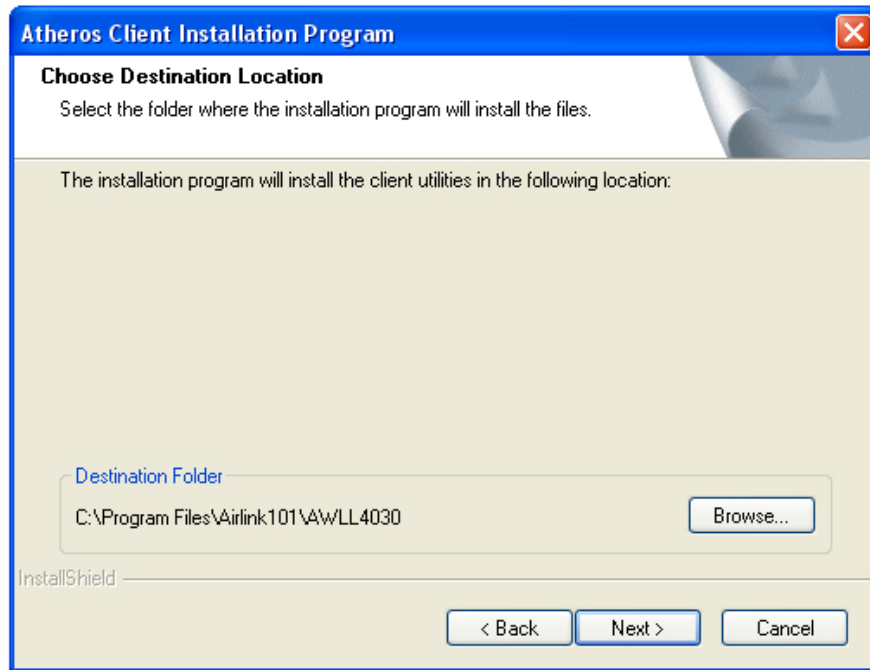 Atheros Client Installation Program
Choose Destination Location
Select the folder where the installation program will install the files.
The installation program will install the client utilities in the following location:
Destination Folder
C:\Program Files\Airlink101\AWLL4030
Browse...
InstallShield
< Back
Next >
Cancel